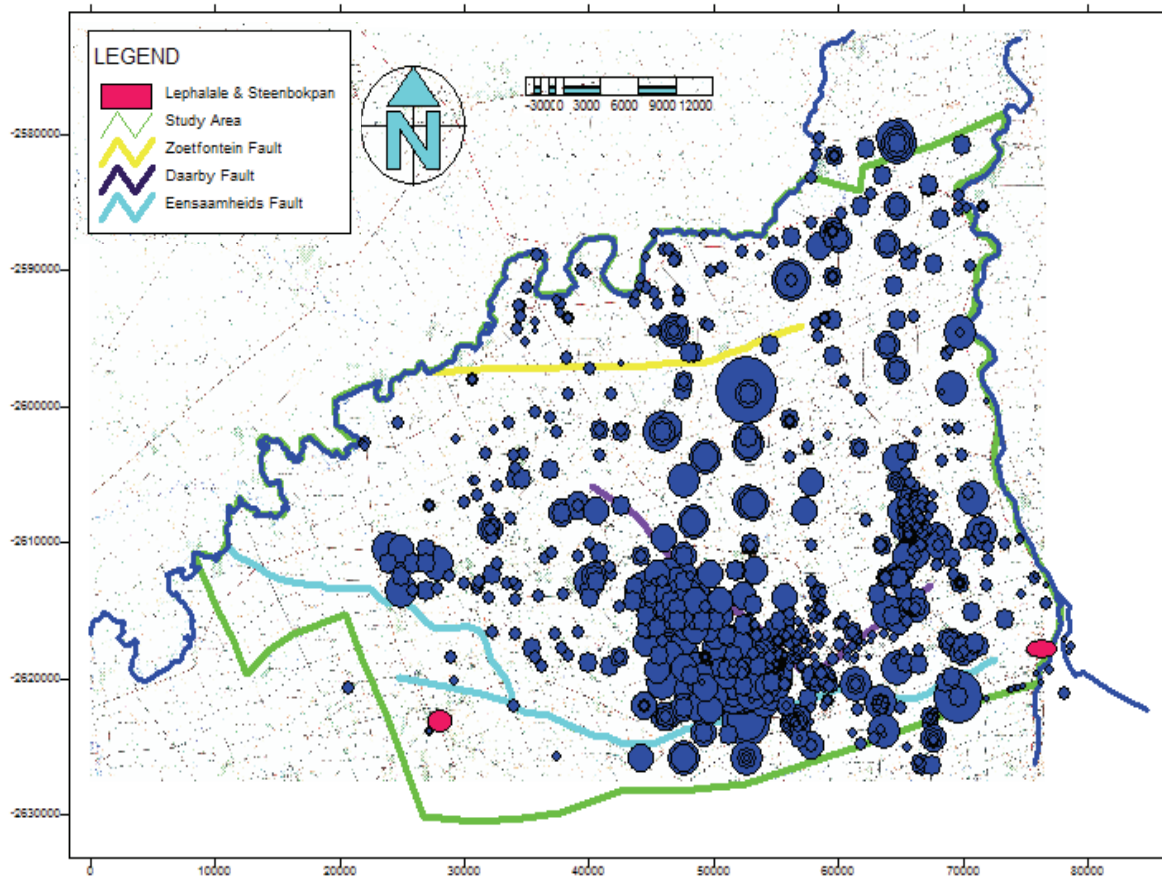 LEGEND
Lephalale & Steenbokpan
Study Area
Zoetfontein Fault
Daarby Fault
Eensaamheids Fault
N
-3000 0 3000 6000 9000 12000
-2580000
-2590000
-2600000
-2610000
-2620000
-2630000
0 10000 20000 30000 40000 50000 60000 70000 80000